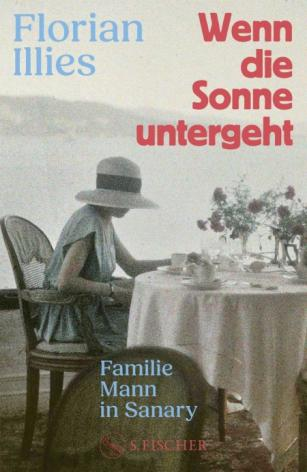 Florian
Illies
Wenn
die
Sonne
untergeht
Familie
Mann
in Sanary
S. FISCHER